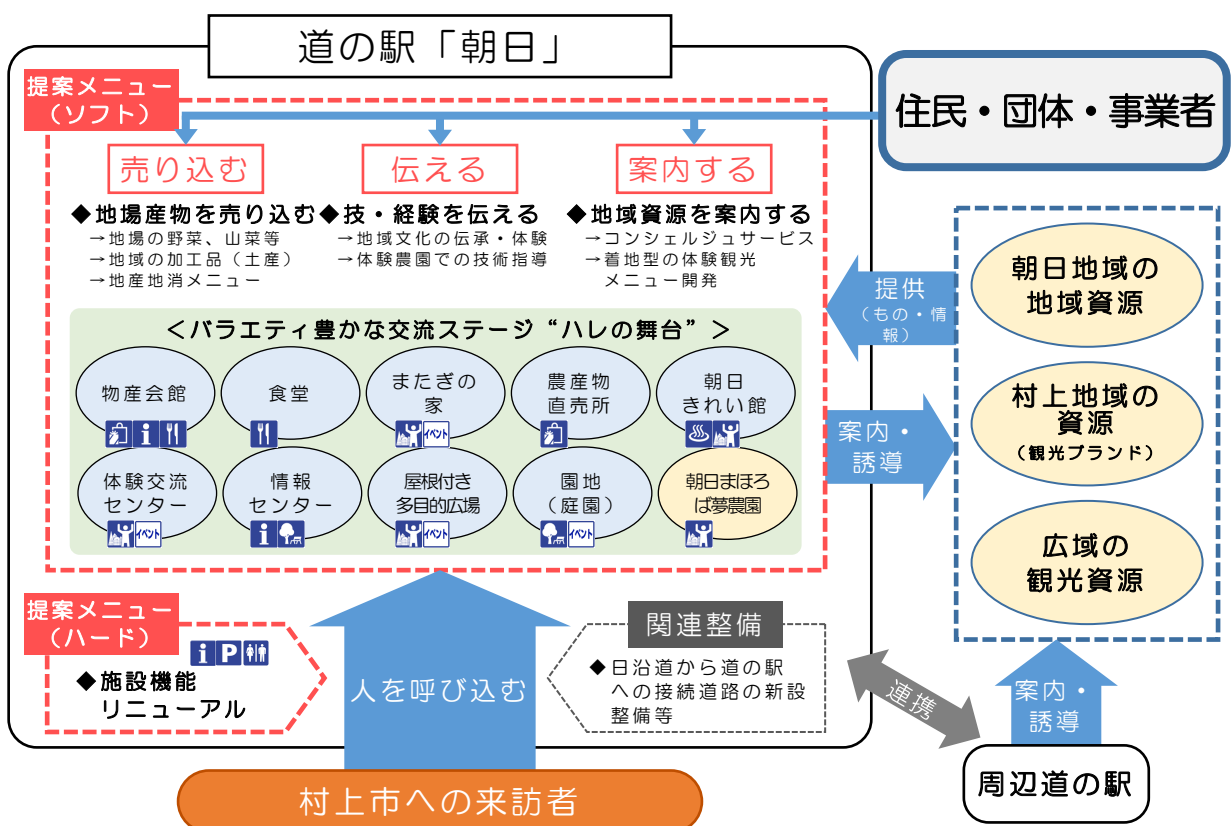 道の駅「朝日」
提案メニュー
（ソフト）
住民・団体・事業者
売り込む
伝える
案内する
◆地場産物を売り込む
→地場の野菜、山菜等
→地域の加工品（土産）
→地産地消メニュー
◆技・経験を伝える
→地域文化の伝承・体験
→体験農園での技術指導
◆地域資源を案内する
→コンシェルジュサービス
→着地型の体験観光
メニュー開発
＜バラエティ豊かな交流ステージ“ハレの舞台”＞
物産会館
食堂
またぎの
家
イベント
農産物
直売所
朝日
きれい館
体験交流
センター
イベント
情報
センター
屋根付き
多目的広場
イベント
園地
（庭園）
イベント
朝日まほろ
ば夢農園
提供
（もの・情
報）
案内・
誘導
朝日地域の
地域資源
村上地域の
資源
（観光ブランド）
広域の
観光資源
提案メニュー
（ハード）
P
◆施設機能
リニューアル
人を呼び込む
関連整備
◆日沿道から道の駅
への接続道路の新設
整備等
連携
案内・
誘導
周辺道の駅
村上市への来訪者